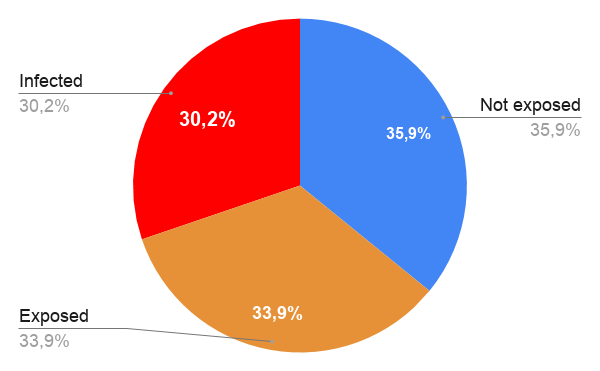 Infected
30,2%
30,2%
Not exposed
35,9%
35,9%
Exposed
33,9%
33,9%